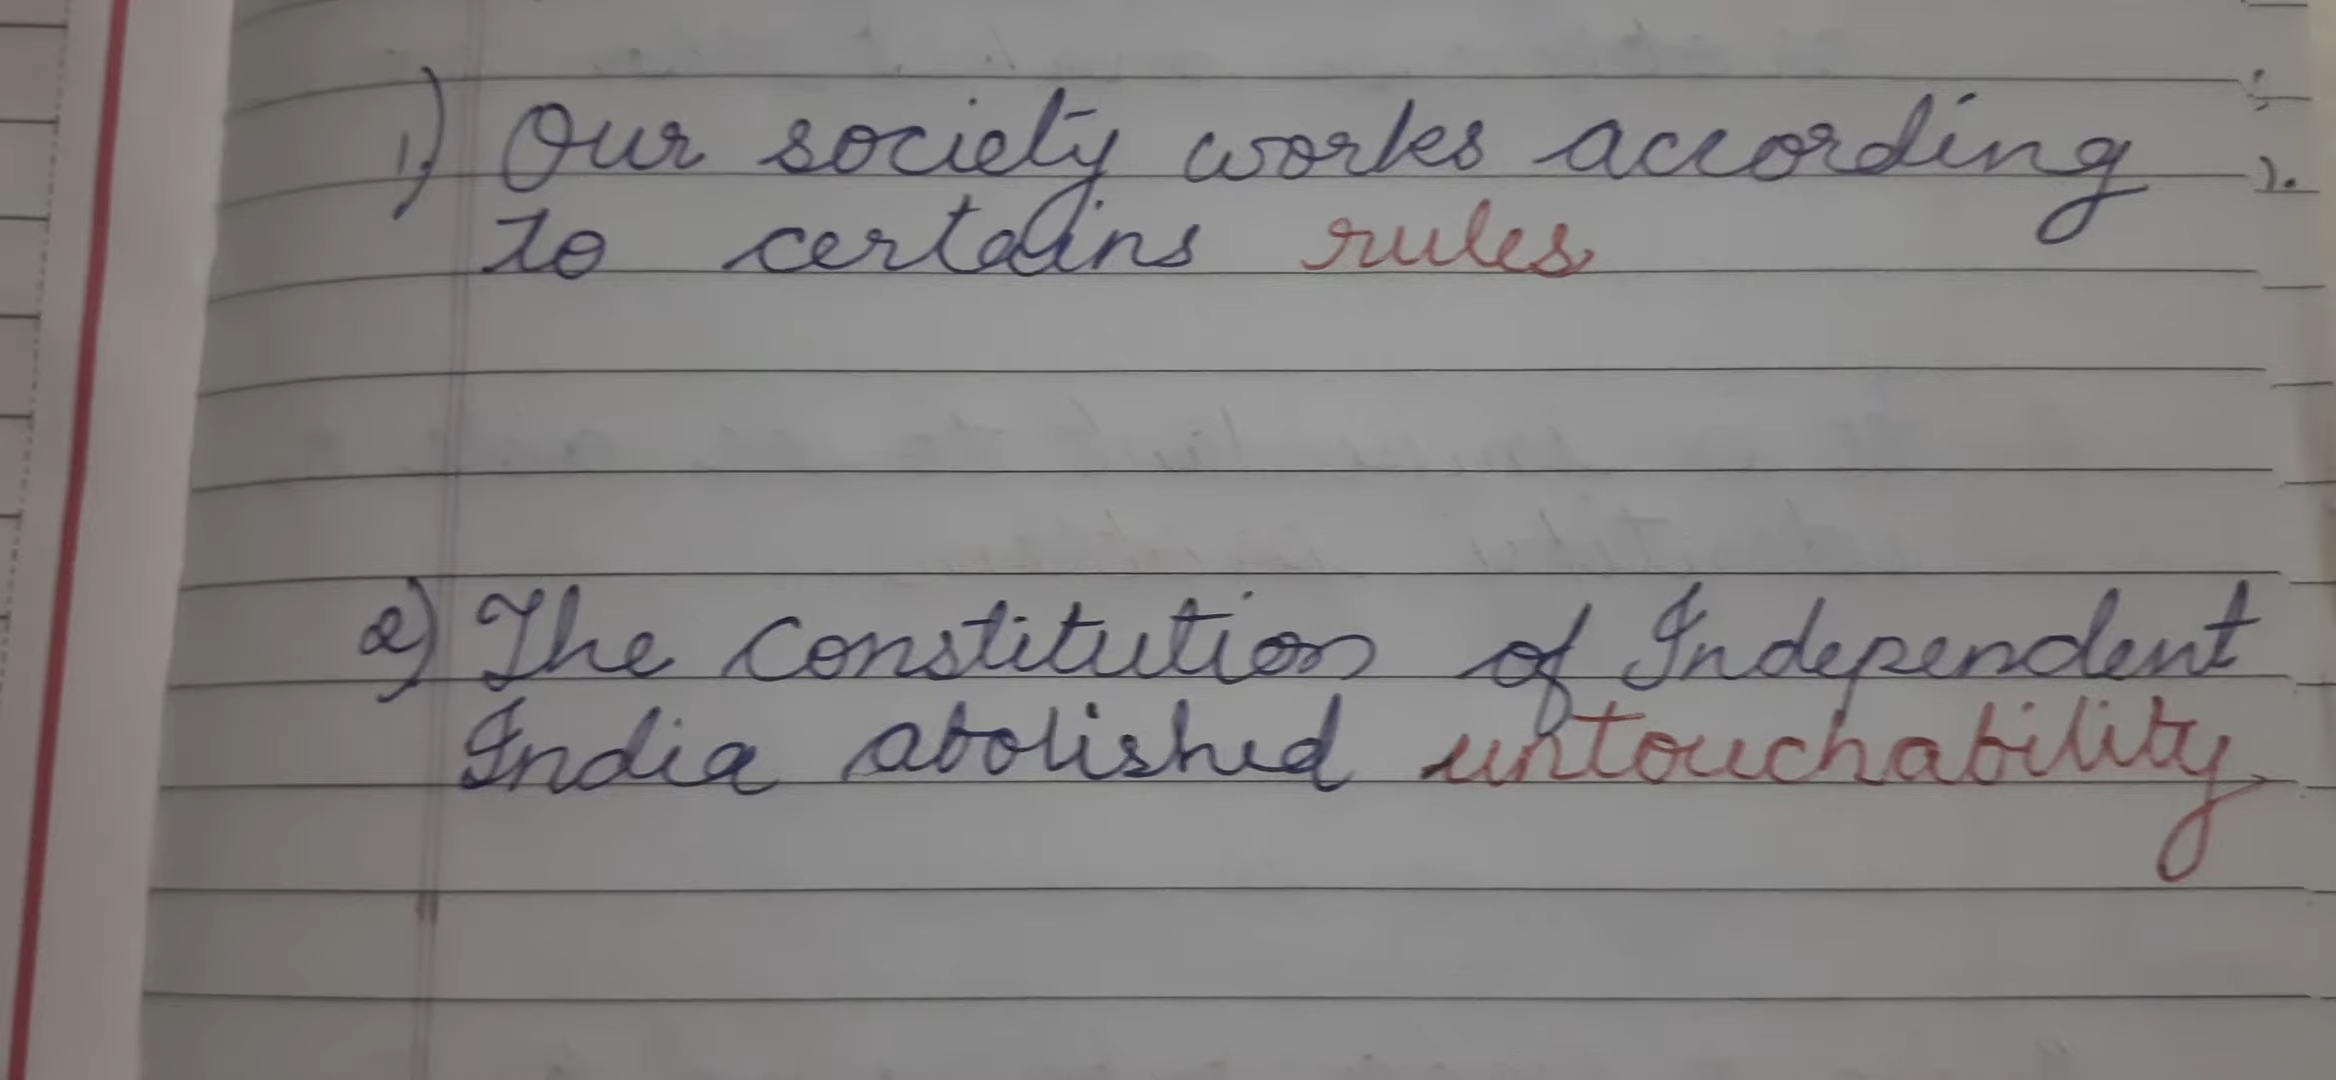 1) Our society works according
to certains rules
2) The constitution of Independent
India abolished untouchability